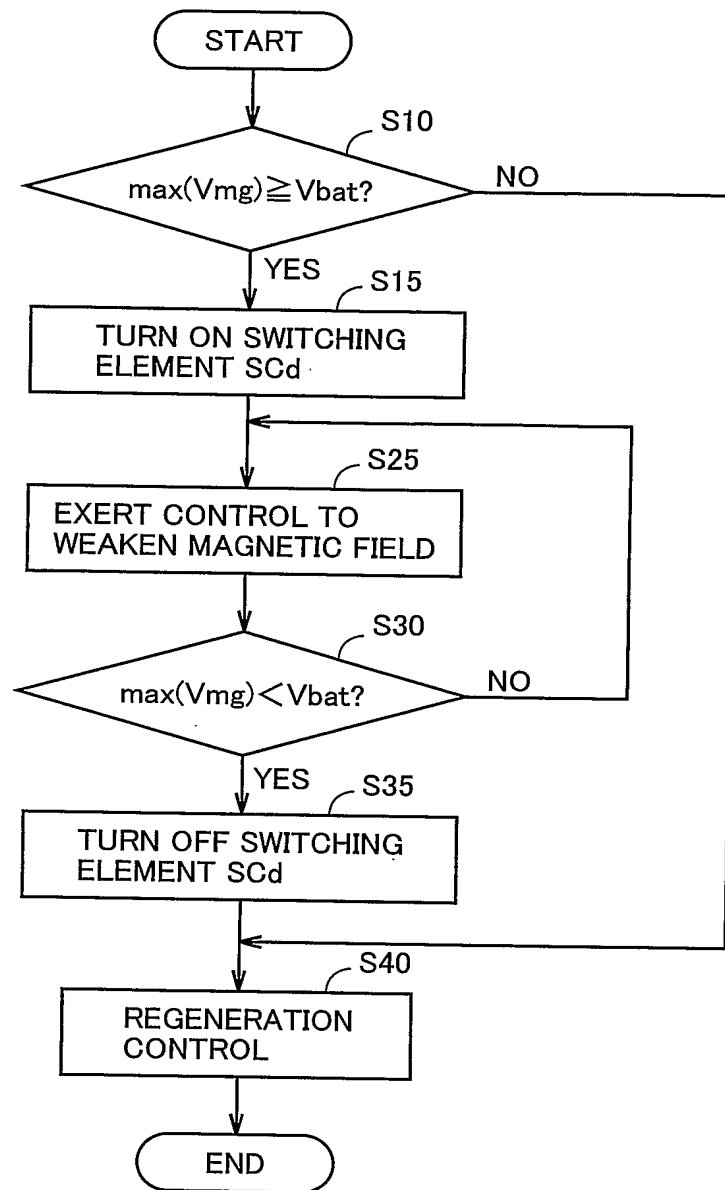 START
S10
max(Vmg)≧Vbat?
NO
YES
S15
TURN ON SWITCHING
ELEMENT SCd
S25
EXERT CONTROL TO
WEAKEN MAGNETIC FIELD
S30
max(Vmg)<Vbat?
NO
YES
S35
TURN OFF SWITCHING
ELEMENT SCd
S40
REGENERATION
CONTROL
END